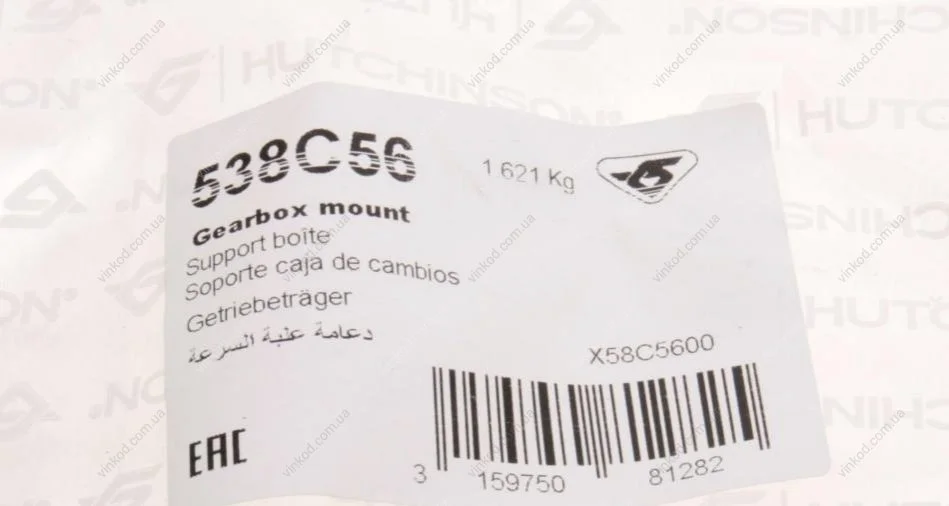 HUTCHINSON®
538C56
1.621 Kg
Gearbox mount
Support boîte
Soporte caja de cambios
Getriebeträger
دعامة علبة السرعة
X58C5600
EAC
3 159750 81282
vinkod.com.ua